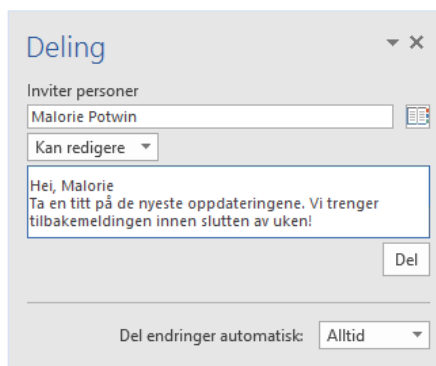 Deling
Inviter personer
Malorie Potwin
Kan redigere
Hei, Malorie
Ta en titt på de nyeste oppdateringene. Vi trenger
tilbakemeldingen innen slutten av uken!
Del
Del endringer automatisk: Alltid